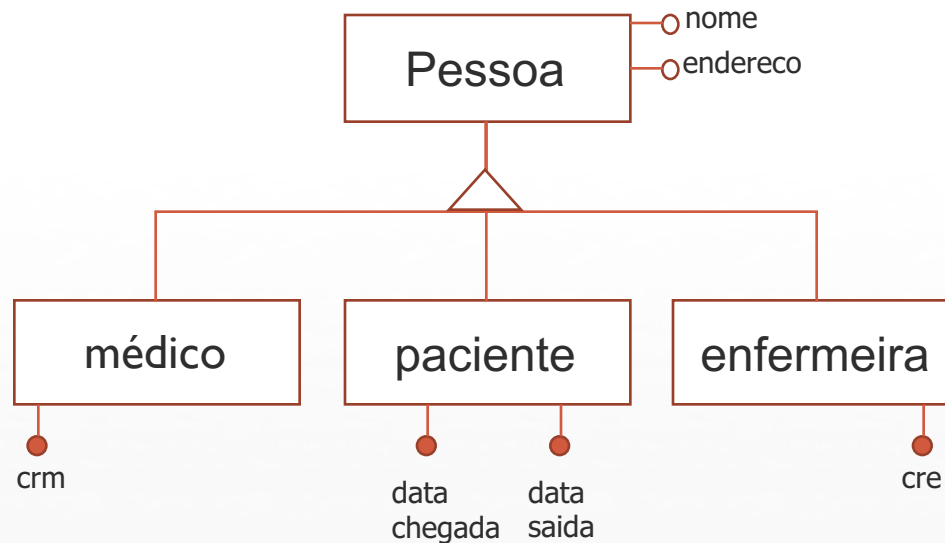 nome
Pessoa
endereco
médico
paciente
enfermeira
crm
data
chegada
data
saida
cre